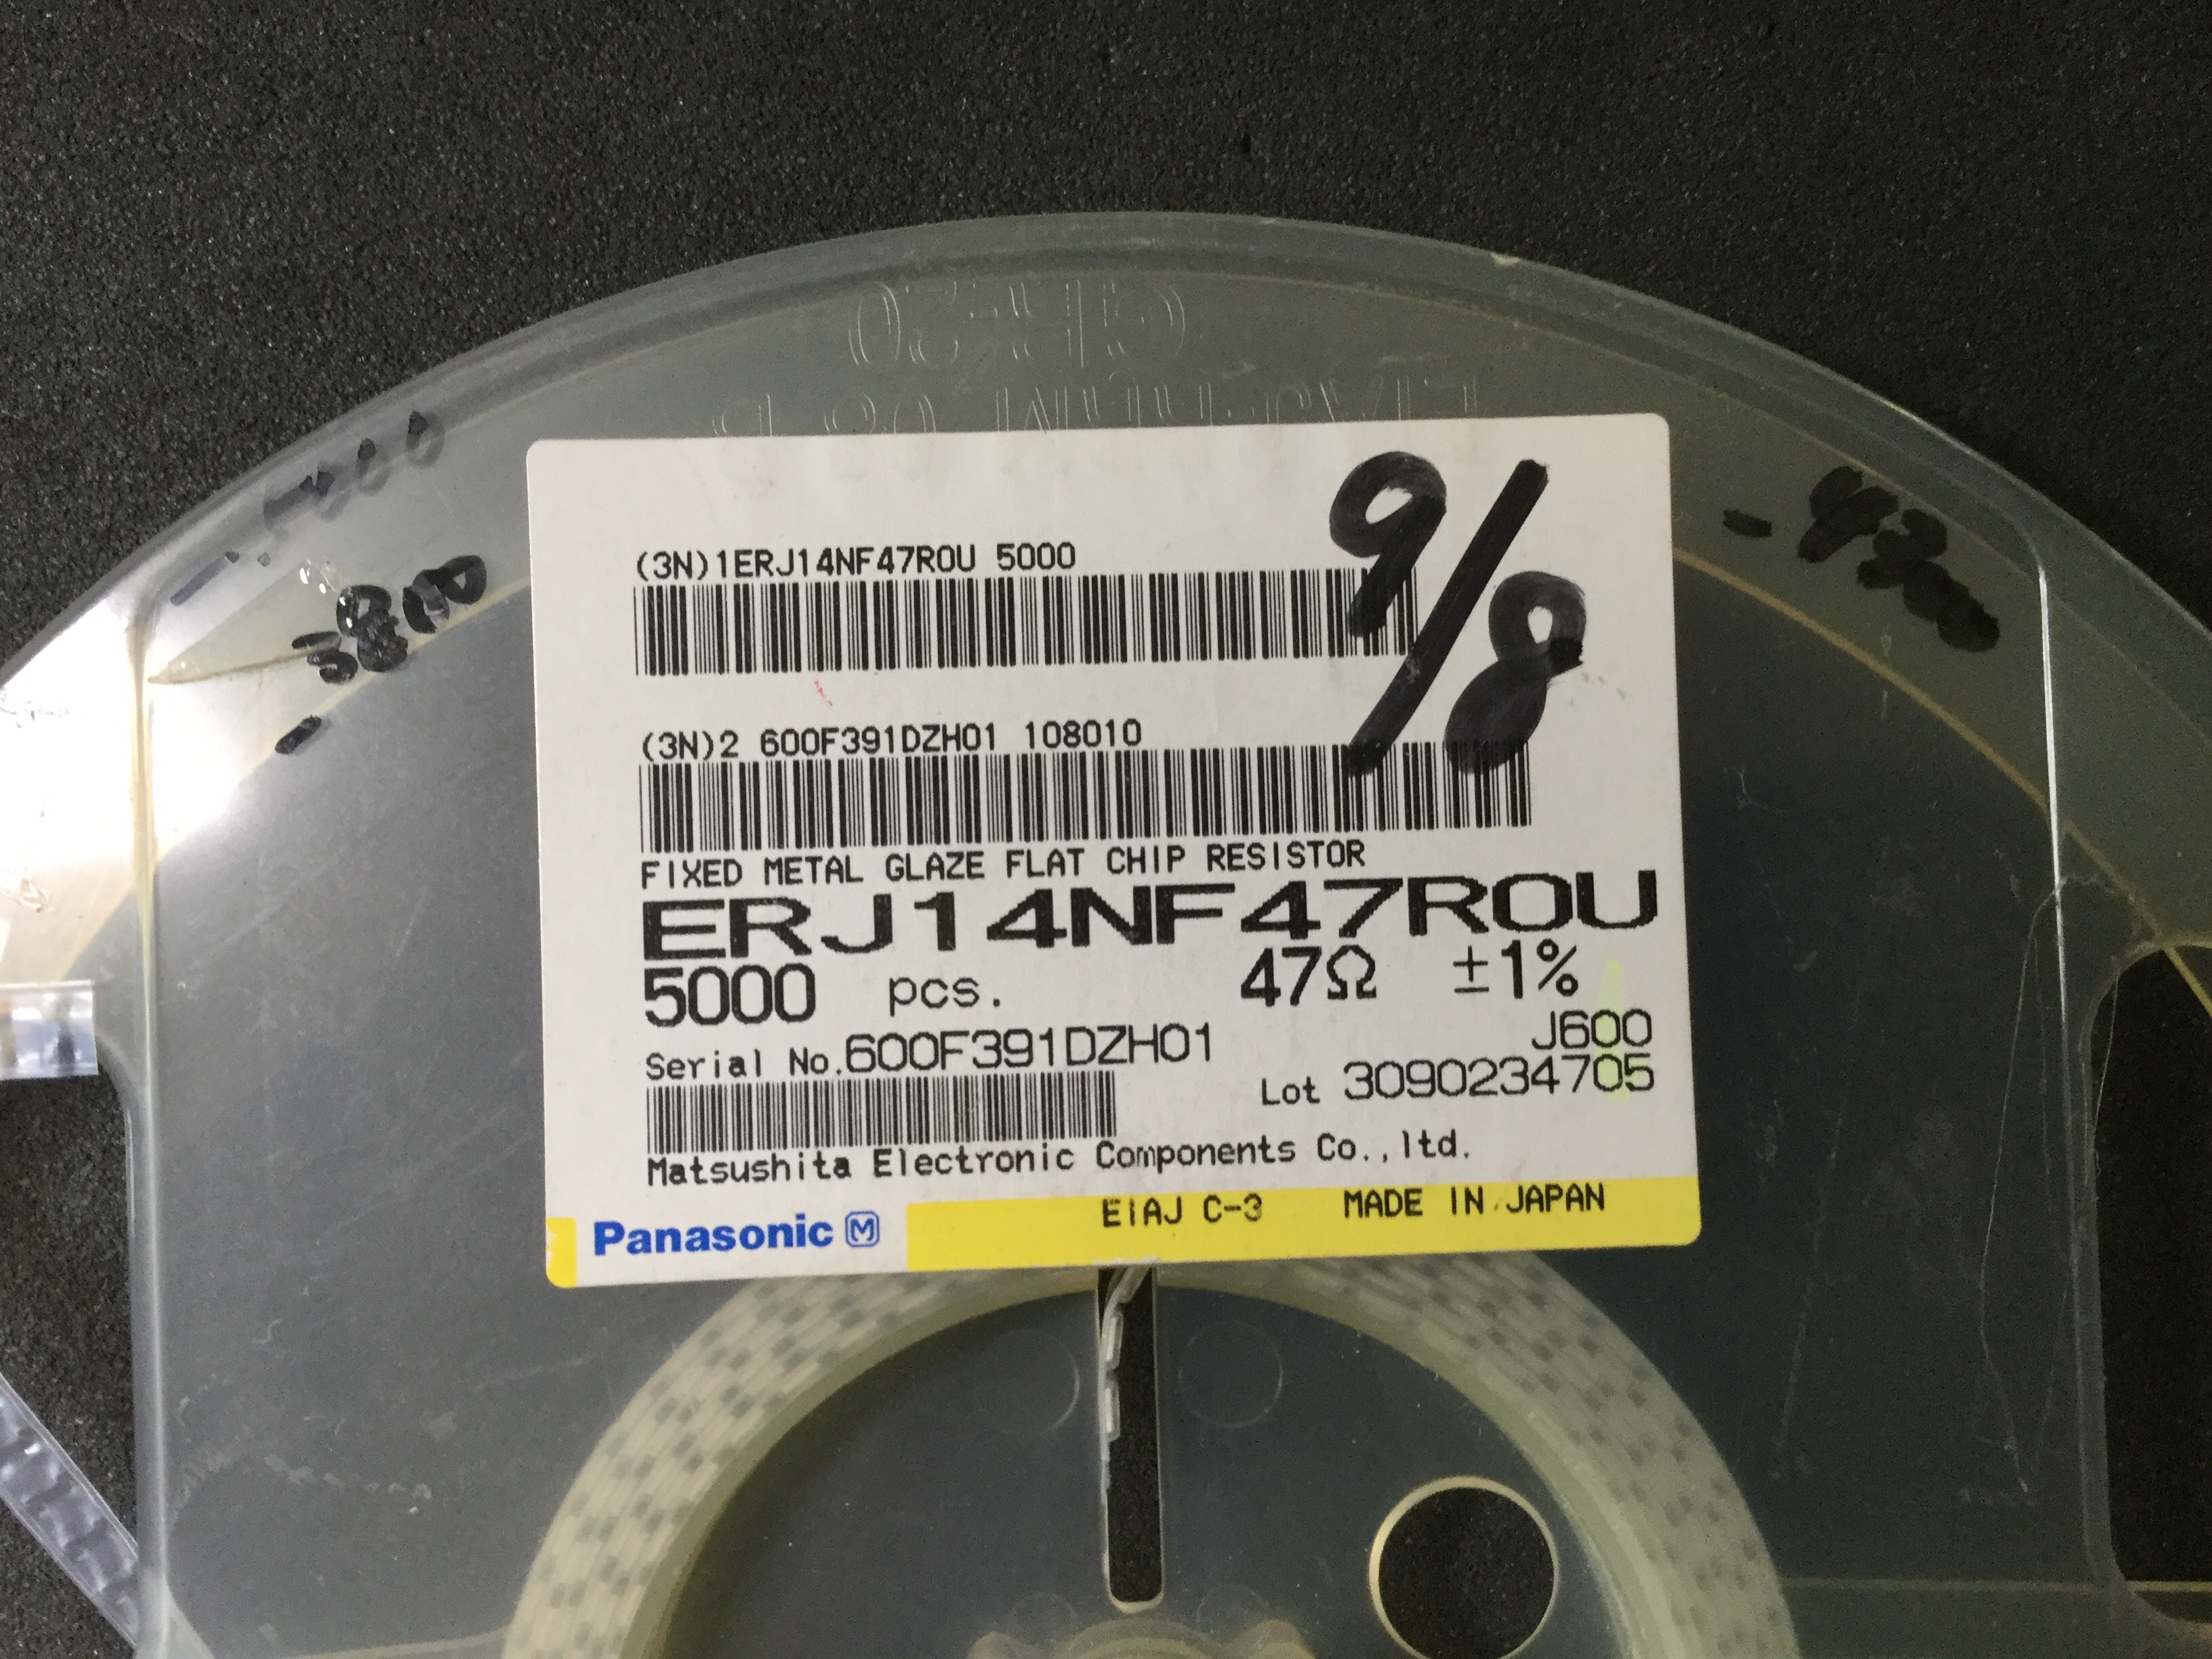 9/8
3800
(3N)1ERJ14NF47R0U 5000
(3N)2 600F391DZH01 108010
FIXED METAL GLAZE FLAT CHIP RESISTOR
ERJ14NF47R0U
5000 pcs. 47Ω ±1%
J600
Serial No.600F391DZH01
Lot 3090234705
Matsushita Electronic Components Co.,ltd.
Panasonic M
EIAJ C-3 MADE IN JAPAN